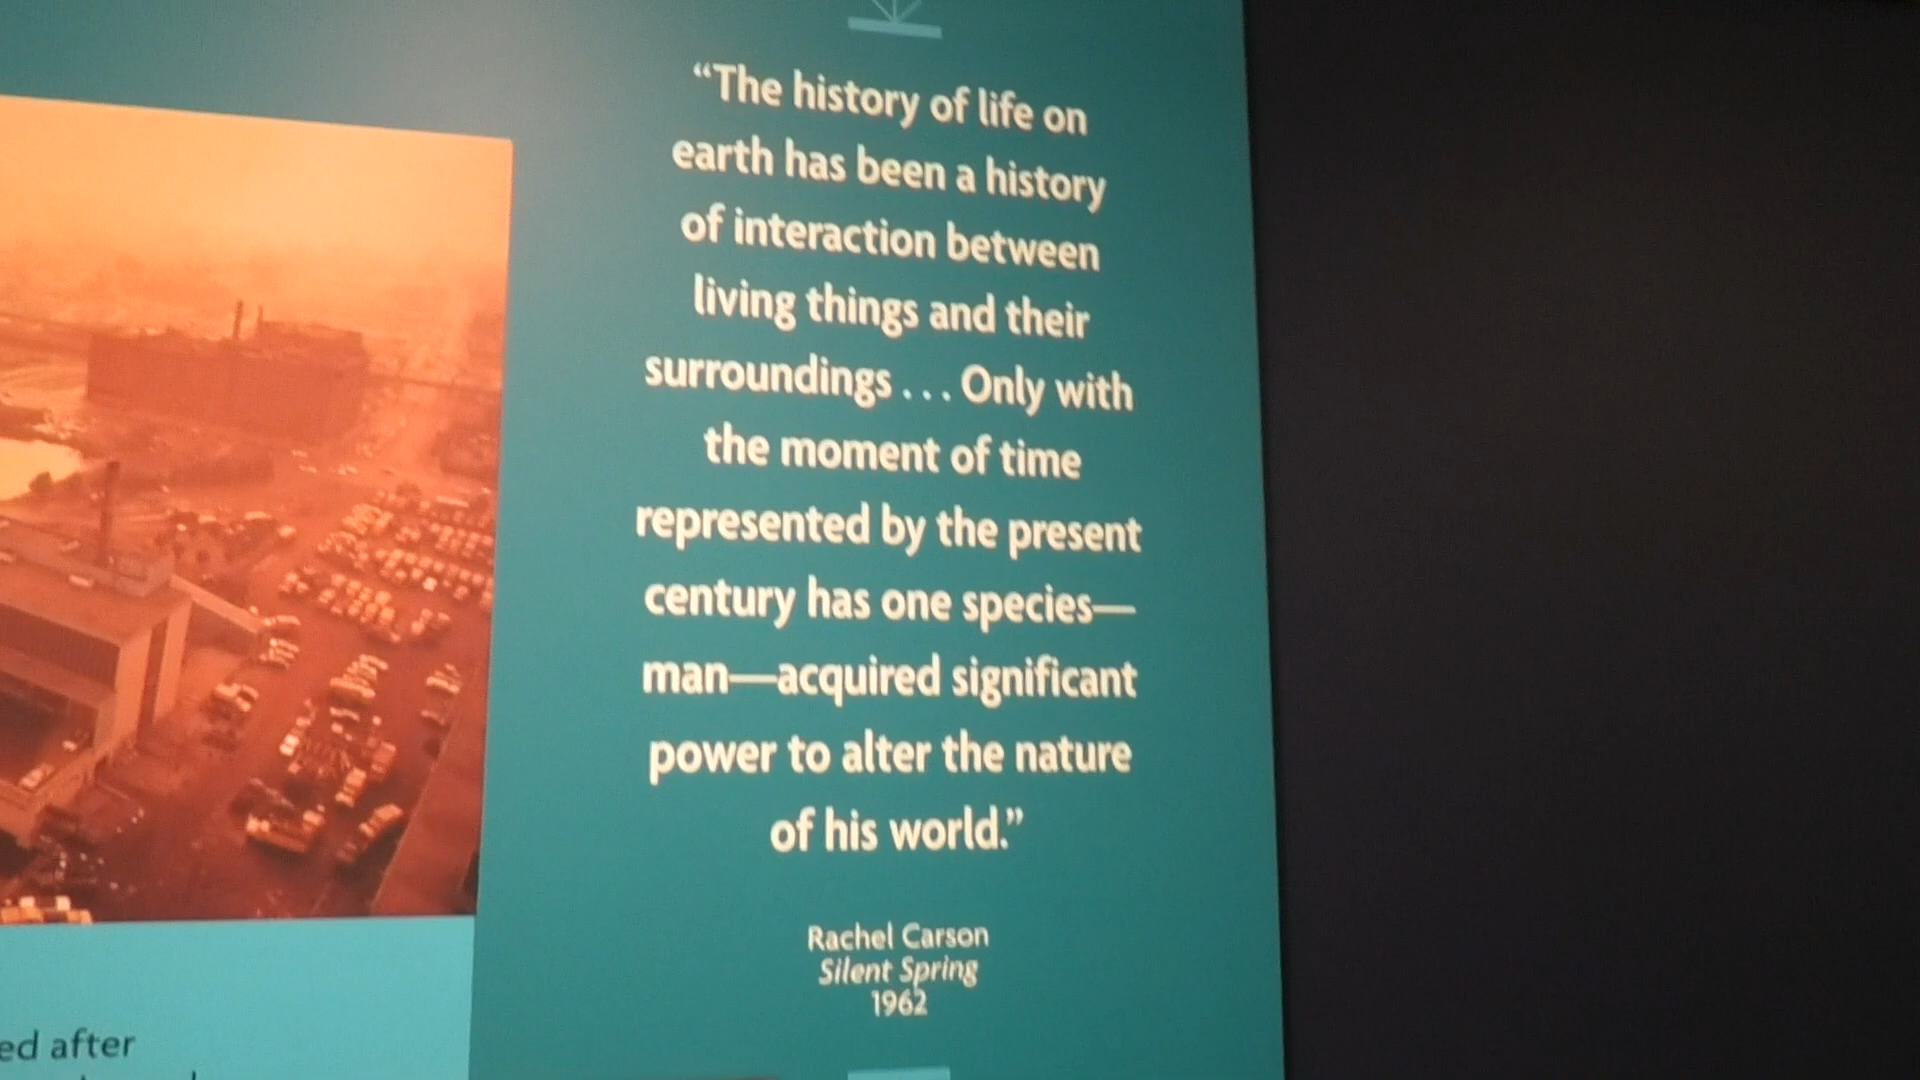 “The history of life on
earth has been a history
of interaction between
living things and their
surroundings . . . Only with
the moment of time
represented by the present
century has one species—
man—acquired significant
power to alter the nature
of his world.”
Rachel Carson
Silent Spring
1962
after